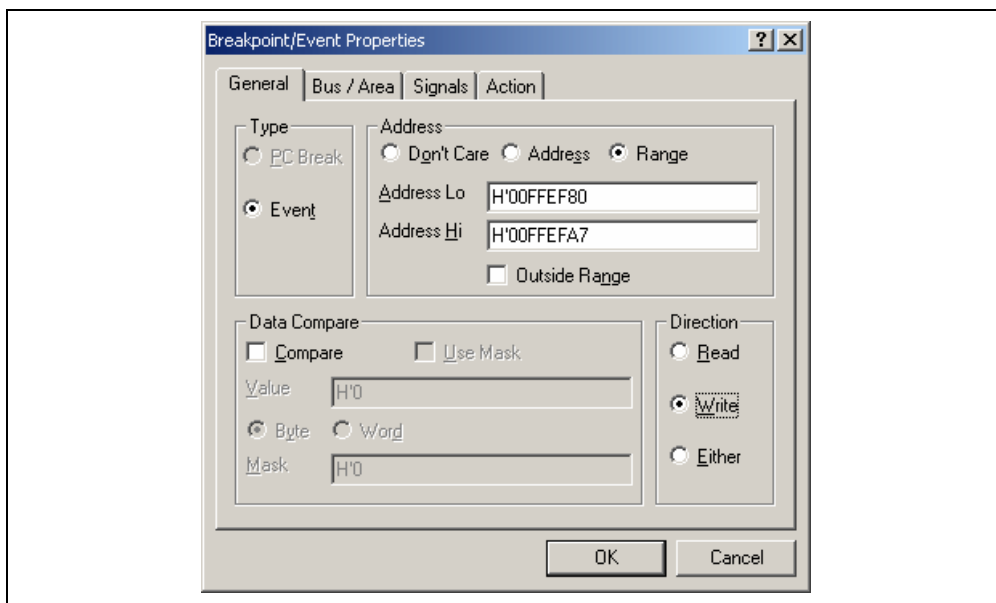 Breakpoint/Event Properties
General Bus / Area Signals Action
Type
PC Break
Event
Address
Don't Care Address Range
Address Lo H'00FFEF80
Address Hi H'00FFEFA7
Outside Range
Data Compare
Compare Use Mask
Value H'0
Byte Word
Mask H'0
Direction
Read
Write
Either
OK Cancel